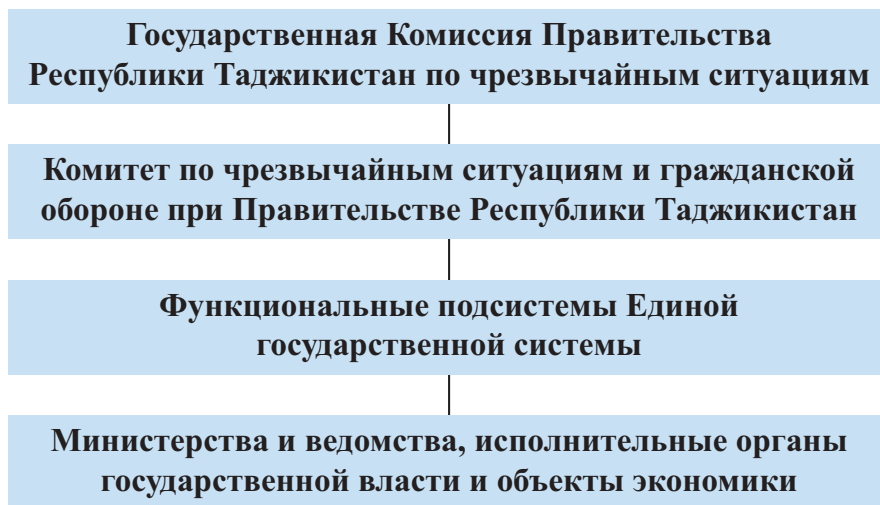 Государственная Комиссия Правительства
Республики Таджикистан по чрезвычайным ситуациям
Комитет по чрезвычайным ситуациям и гражданской
обороне при Правительстве Республики Таджикистан
Функциональные подсистемы Единой
государственной системы
Министерства и ведомства, исполнительные органы
государственной власти и объекты экономики